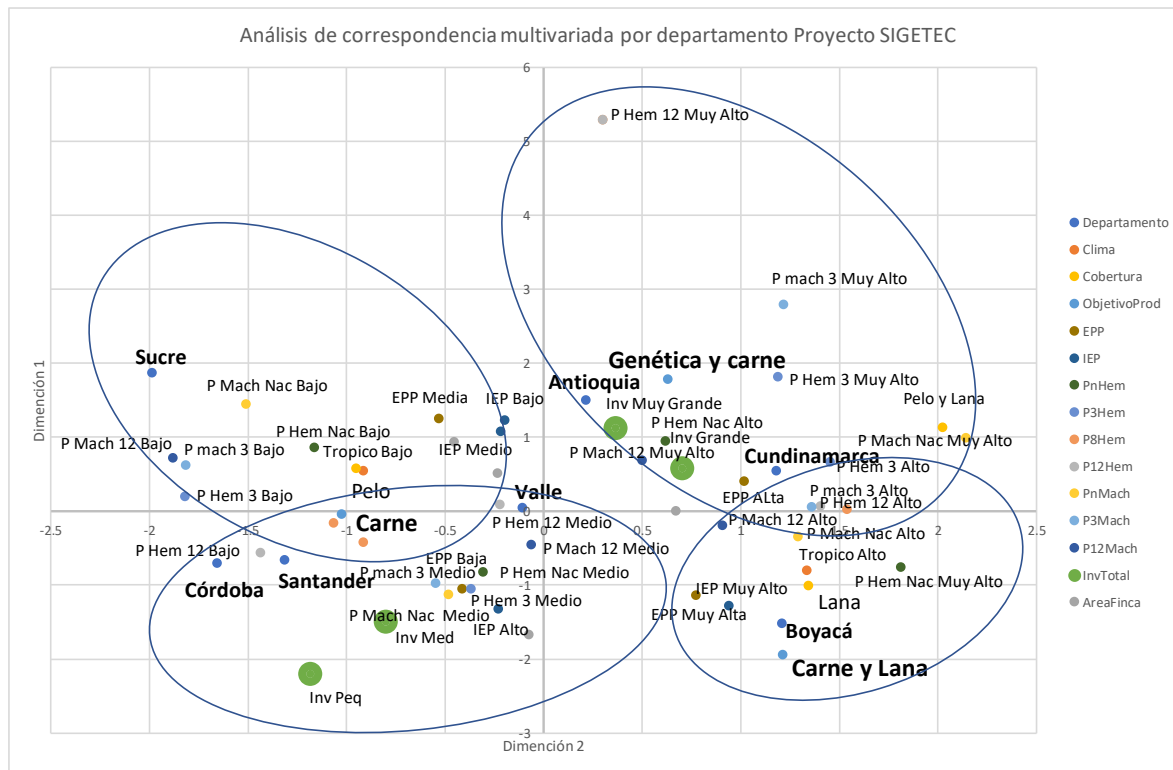 Análisis de correspondencia multivariada por departamento Proyecto SIGETEC
6
5
4
3
2
1
0
-1
-2
-3
-2.5
-2
-1.5
-1
-0.5
0
0.5
1
1.5
2
2.5
Dimención 1
Dimención 2
P Hem 12 Muy Alto
P mach 3 Muy Alto
Sucre
Genética y carne
P Mach Nac Bajo
Antioquia
P Hem 3 Muy Alto
EPP Media
IEP Bajo
Inv Muy Grande
Pelo y Lana
P Hem Nac Bajo
P Hem Nac Alto
P Mach 12 Bajo
P mach 3 Bajo
Tropico Bajo
IEP Medio
Inv Grande
P Mach Nac Muy Alto
P Mach 12 Muy Alto
Cundinamarca
P Hem 3 Alto
P Hem 3 Bajo
Pelo
Valle
EPP ALta
P mach 3 Alto
P Hem 12 Alto
Carne
P Hem 12 Medio
P Mach 12 Alto
P Hem 12 Bajo
P Mach 12 Medio
P Mach Nac Alto
Córdoba
Santander
EPP Baja
P mach 3 Medio
P Hem Nac Medio
Tropico Alto
P Hem Nac Muy Alto
P Mach Nac Medio
P Hem 3 Medio
IEP Muy Alto
Lana
Inv Med
IEP Alto
EPP Muy Alta
Boyacá
Inv Peq
Carne y Lana
Departamento
Clima
Cobertura
ObjetivoProd
EPP
IEP
PnHem
P3Hem
P8Hem
P12Hem
PnMach
P3Mach
P12Mach
InvTotal
AreaFinca